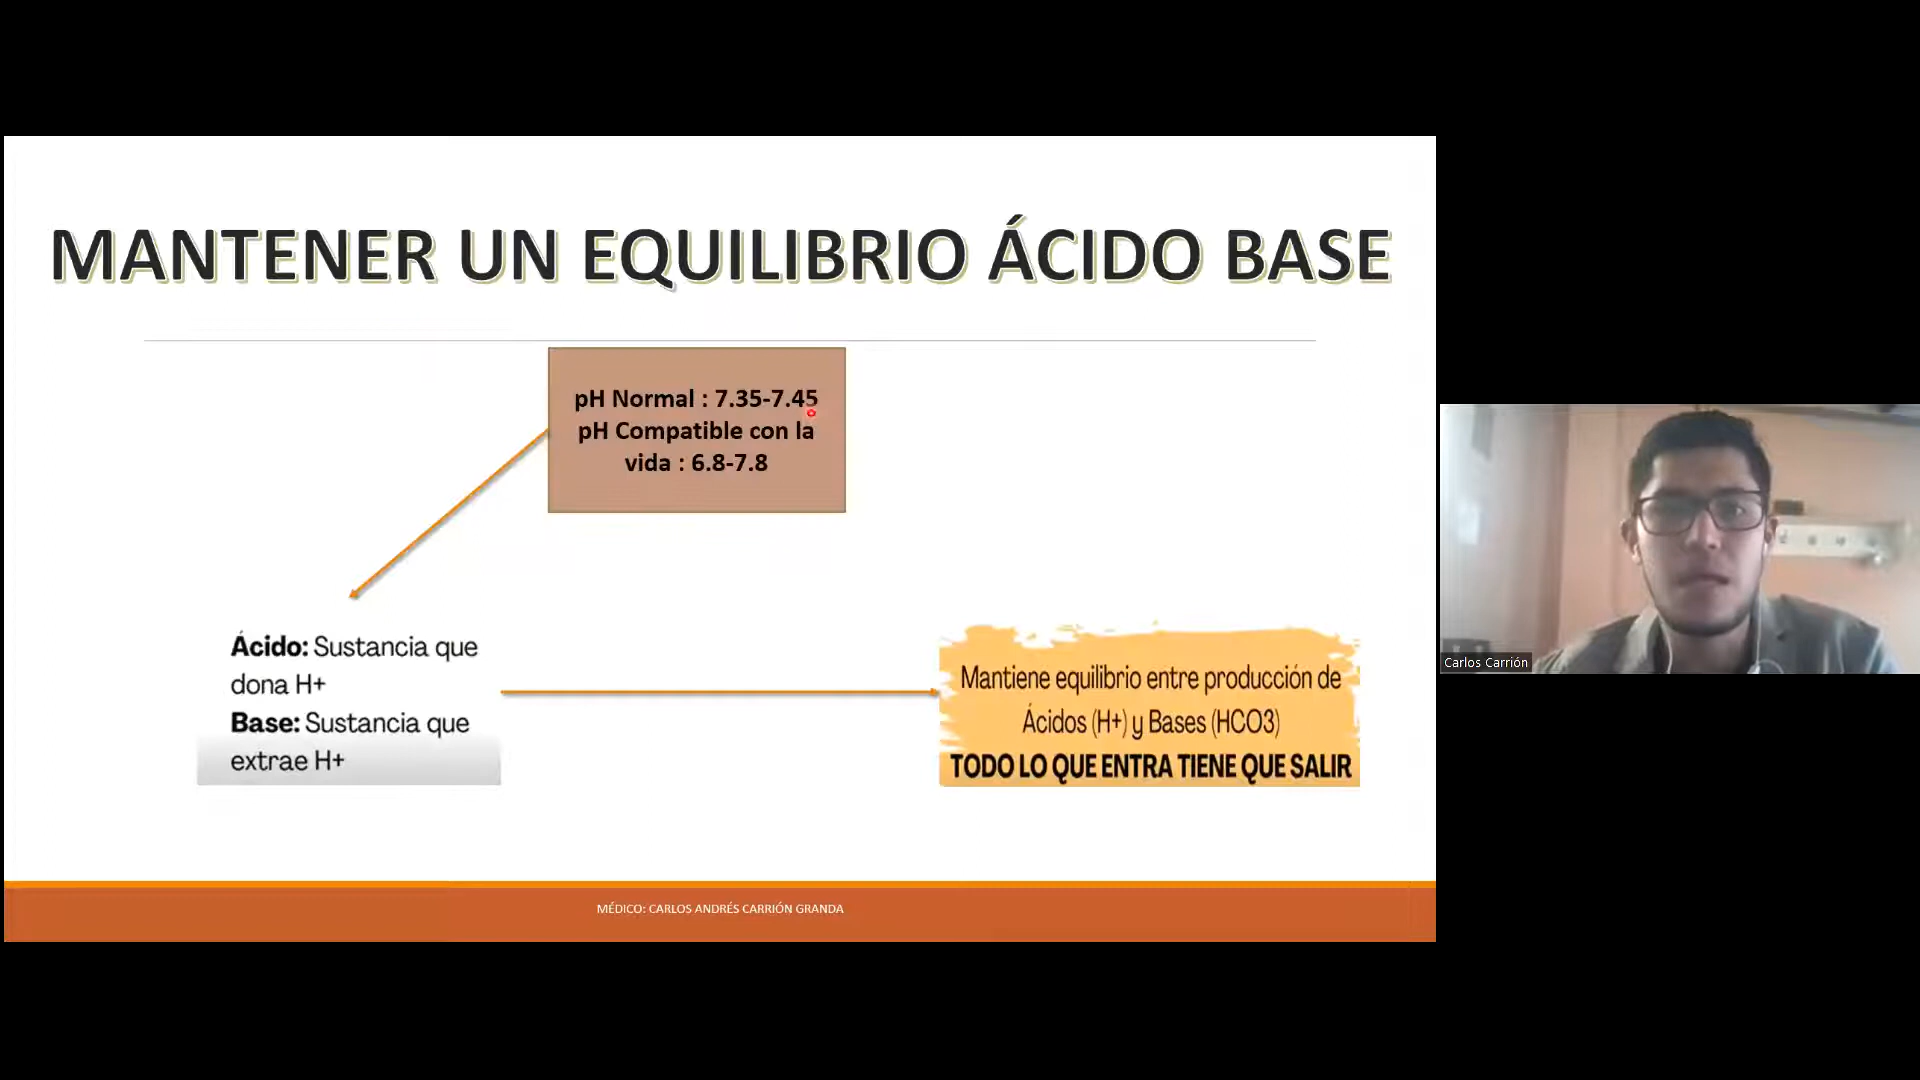 MANTENER UN EQUILIBRIO ÁCIDO BASE
pH Normal : 7.35-7.45
pH Compatible con la
vida : 6.8-7.8
Ácido: Sustancia que
dona H+
Base: Sustancia que
extrae H+
Mantiene equilibrio entre producción de
Ácidos (H+) y Bases (HCO3)
TODO LO QUE ENTRA TIENE QUE SALIR
MÉDICO: CARLOS ANDRÉS CARRIÓN GRANDA
Carlos Carrión